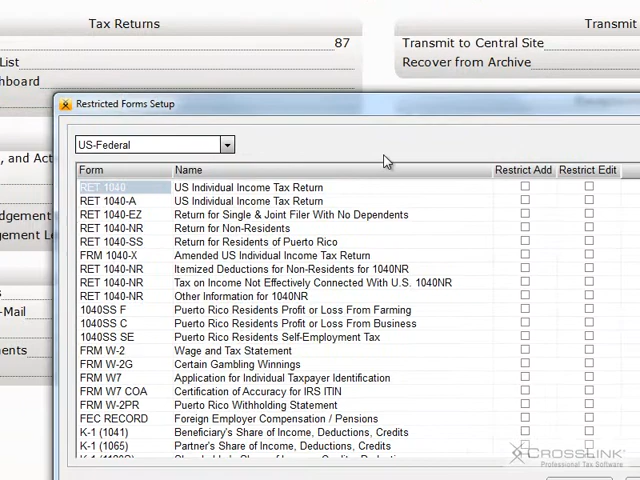 Tax Returns
Transmit
87
Transmit to Central Site
List
Recover from Archive
hboard
Restricted Forms Setup
, and Act
US-Federal
Form Name Restrict Add Restrict Edit
RET 1040 US Individual Income Tax Return
RET 1040-A US Individual Income Tax Return
RET 1040-EZ Return for Single & Joint Filer With No Dependents
RET 1040-NR Return for Non-Residents
RET 1040-SS Return for Residents of Puerto Rico
FRM 1040-X Amended US Individual Income Tax Return
RET 1040-NR Itemized Deductions for Non-Residents for 1040NR
RET 1040-NR Tax on Income Not Effectively Connected With U.S. 1040NR
RET 1040-NR Other Information for 1040NR
1040SS F Puerto Rico Residents Profit or Loss From Farming
1040SS C Puerto Rico Residents Profit or Loss From Business
1040SS SE Puerto Rico Residents Self-Employment Tax
FRM W-2 Wage and Tax Statement
FRM W-2G Certain Gambling Winnings
FRM W7 Application for Individual Taxpayer Identification
FRM W7 COA Certification of Accuracy for IRS ITIN
FRM W-2PR Puerto Rico Withholding Statement
FEC RECORD Foreign Employer Compensation / Pensions
K-1 (1041) Beneficiary's Share of Income, Deductions, Credits
K-1 (1065) Partner's Share of Income, Deductions, Credits
edgement
gement Le
s
-Mail
ents
CROSSLINK
Professional Tax Software